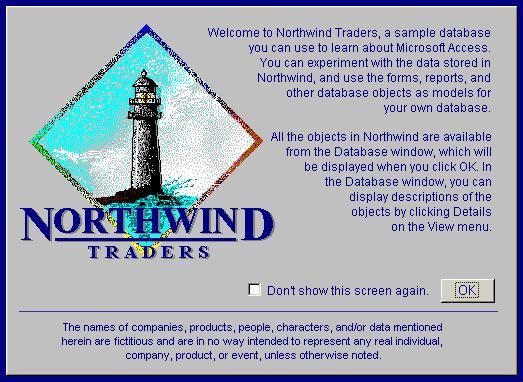 Welcome to Northwind Traders, a sample database
you can use to learn about Microsoft Access.
You can experiment with the data stored in
Northwind, and use the forms, reports, and
other database objects as models for
your own database.
All the objects in Northwind are available
from the Database window, which will
be displayed when you click OK. In
the Database window, you can
display descriptions of the
objects by clicking Details
on the View menu.
NORTHWIND
TRADERS
Don't show this screen again.
OK
The names of companies, products, people, characters, and/or data mentioned
herein are fictitious and are in no way intended to represent any real individual,
company, product, or event, unless otherwise noted.